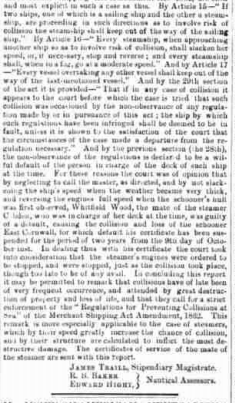 and most explicit in such a case as this. By Article 15—"If
two ships, one of which is a sailing ship and the other a steam-
ship, are proceeding in such directions as to involve risk of
collision the steamship shall keep out of the way of the sailing
ship." By Article 16—"Every steamship, when approaching
another ship so as to involve risk of collision, shall slacken her
speed, or, if necessary, stop and reverse; and every steamship
shall, when in a fog, go at a moderate speed." And by Article 17
—"Every vessel overtaking any other vessel shall keep out of the
way of the last-mentioned vessel." And by the 29th section
of the act it is provided—"That if in any case of collision it
appears to the court before which the case is tried that such
collision was occasioned by the non-observance of any regula-
tion made by or in pursuance of this act; the ship by which
such regulations have been infringed shall be deemed to be in
fault, unless it is shown to the satisfaction of the court that
the circumstances of the case made a departure from the re-
gulation necessary." And by the previous section (the 28th),
the non-observance of the regulations is declared to be a wil-
ful default of the person in charge of the deck of such ship
at the time. For these reasons the court was of opinion that
by neglecting to call the master, as directed, and by not slack-
ing the ship's speed when the weather became very thick,
and reversing the engines full speed when the schooner's hull
was first observed, Whitfield Wood, the mate of the steamer
who was in charge of her deck at the time, was guilty
of a default, causing the collision and loss of the schooner
East Cornwall, for which default his certificate has been sus-
pended for the period of two years from the 9th day of Octo-
ber inst. In dealing thus with his certificate the court took
into consideration that the steamer's engines were ordered to
be stopped, and were stopped, just as the collision took place,
though too late to be of any avail. In concluding this report
it may be permitted to remark that collisions have of late been
of very frequent occurrence, and attended by great destruc-
tion of property and loss of life, and that they call for a strict
enforcement of the "Regulations for Preventing Collisions at
Sea" of the Merchant Shipping Act Amendment, 1862. This
remark is more especially applicable to the case of steamers,
which by their speed greatly increase the chance of collision,
and by their structure are calculated to inflict the most de-
structive damage. The certificates of service of the mate of
the steamer are sent with this report.
JAMES TRAILL, Stipendiary Magistrate.
R. B. BAKER
EDWARD HIGHT, } Nautical Assessors.